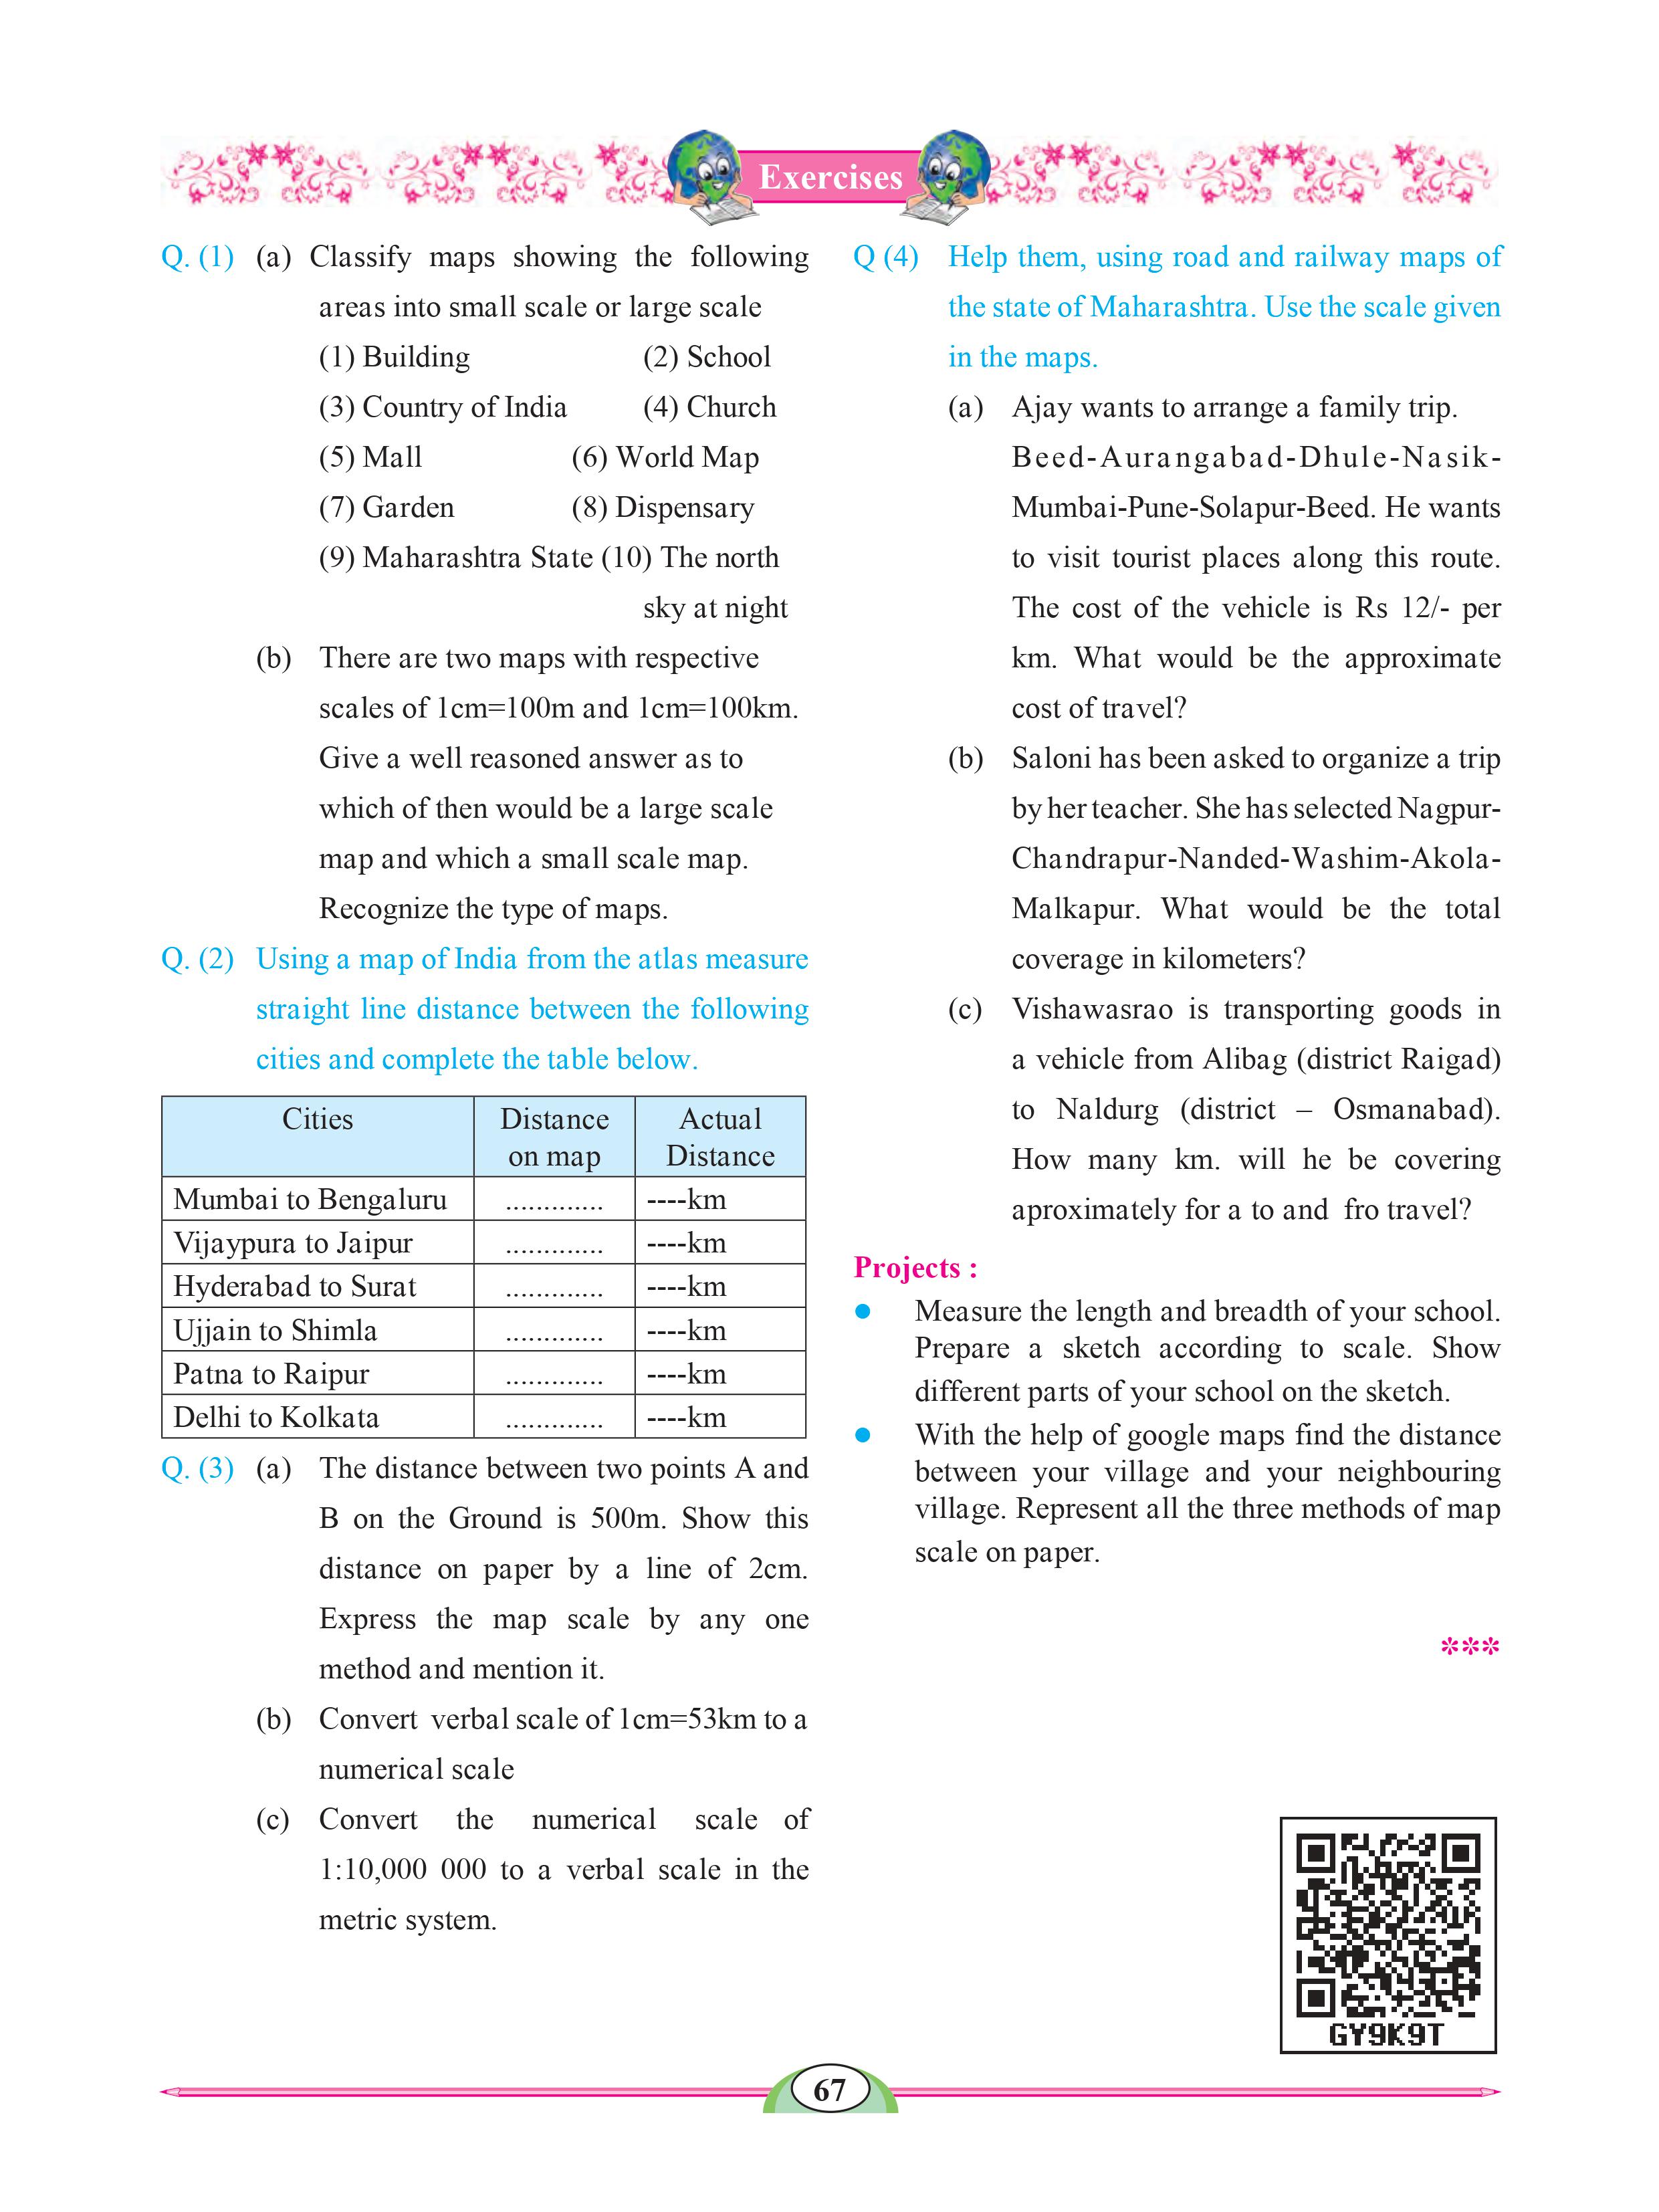 Exercises
Q. (1) (a) Classify maps showing the following
areas into small scale or large scale
(1) Building (2) School
(3) Country of India (4) Church
(5) Mall (6) World Map
(7) Garden (8) Dispensary
(9) Maharashtra State (10) The north
sky at night
(b) There are two maps with respective
scales of 1cm=100m and 1cm=100km.
Give a well reasoned answer as to
which of then would be a large scale
map and which a small scale map.
Recognize the type of maps.
Q. (2) Using a map of India from the atlas measure
straight line distance between the following
cities and complete the table below.
Cities Distance on map Actual Distance
Mumbai to Bengaluru ............. ----km
Vijaypura to Jaipur ............. ----km
Hyderabad to Surat ............. ----km
Ujjain to Shimla ............. ----km
Patna to Raipur ............. ----km
Delhi to Kolkata ............. ----km
Q. (3) (a) The distance between two points A and
B on the Ground is 500m. Show this
distance on paper by a line of 2cm.
Express the map scale by any one
method and mention it.
(b) Convert verbal scale of 1cm=53km to a
numerical scale
(c) Convert the numerical scale of
1:10,000 000 to a verbal scale in the
metric system.
Q (4) Help them, using road and railway maps of
the state of Maharashtra. Use the scale given
in the maps.
(a) Ajay wants to arrange a family trip.
Beed-Aurangabad-Dhule-Nasik-
Mumbai-Pune-Solapur-Beed. He wants
to visit tourist places along this route.
The cost of the vehicle is Rs 12/- per
km. What would be the approximate
cost of travel?
(b) Saloni has been asked to organize a trip
by her teacher. She has selected Nagpur-
Chandrapur-Nanded-Washim-Akola-
Malkapur. What would be the total
coverage in kilometers?
(c) Vishawasrao is transporting goods in
a vehicle from Alibag (district Raigad)
to Naldurg (district – Osmanabad).
How many km. will he be covering
aproximately for a to and fro travel?
Projects :
● Measure the length and breadth of your school.
Prepare a sketch according to scale. Show
different parts of your school on the sketch.
● With the help of google maps find the distance
between your village and your neighbouring
village. Represent all the three methods of map
scale on paper.
***
GY9K9T
67